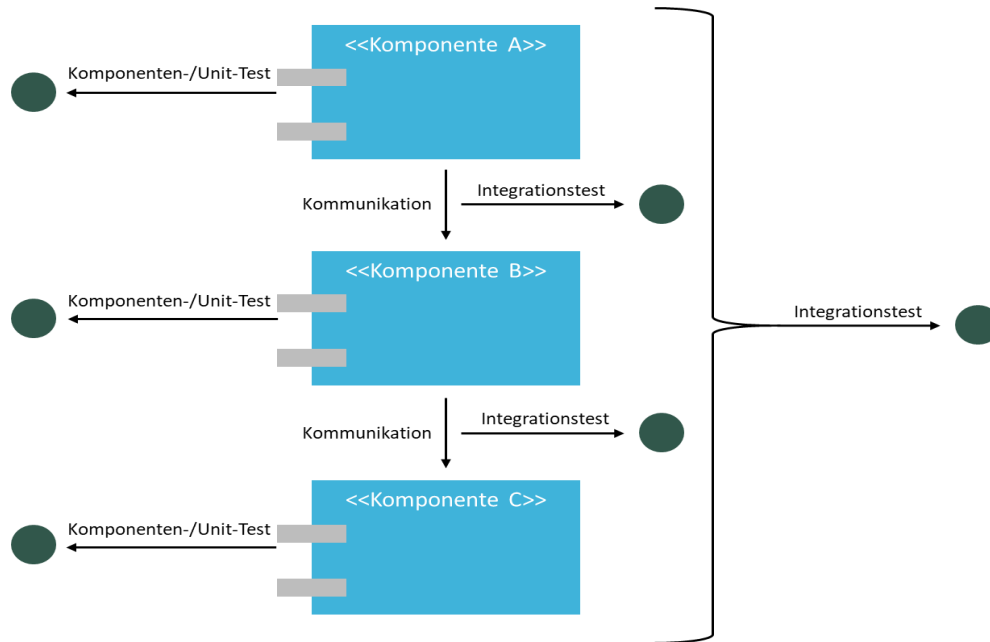 <<Komponente A>>
Komponenten-/Unit-Test
Kommunikation
Integrationstest
<<Komponente B>>
Komponenten-/Unit-Test
Integrationstest
Kommunikation
Integrationstest
<<Komponente C>>
Komponenten-/Unit-Test